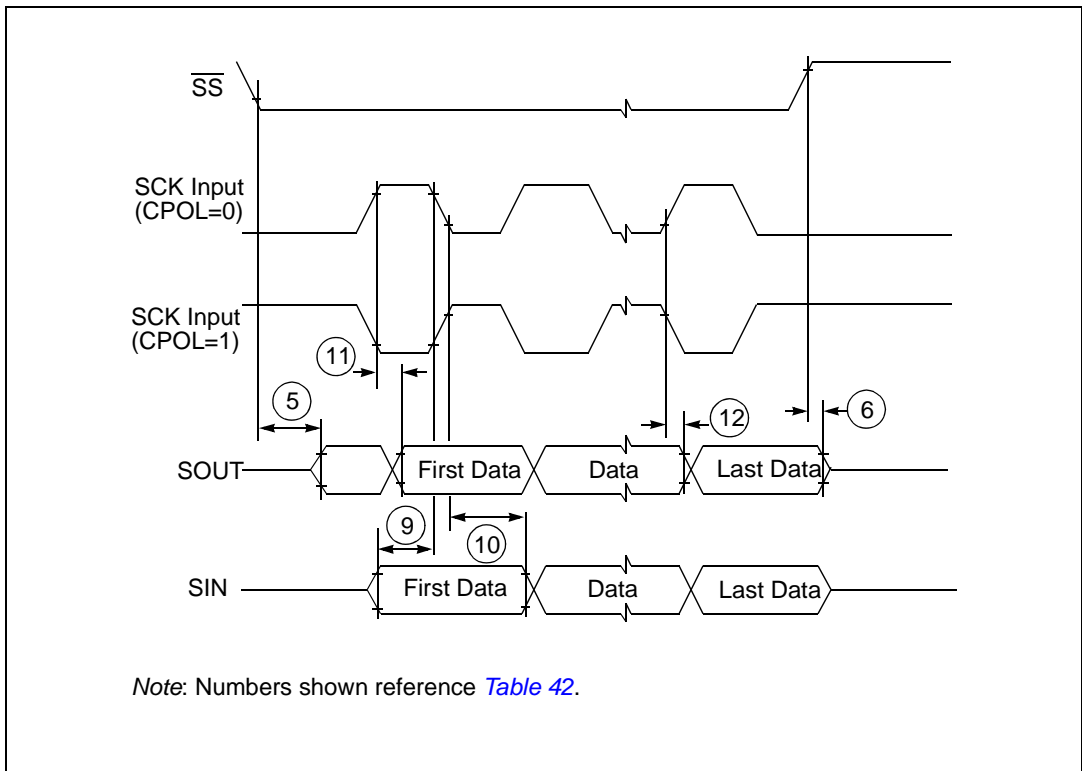 SS
SCK Input
(CPOL=0)
SCK Input
(CPOL=1)
11
5
12
6
SOUT
First Data
Data
Last Data
9
10
SIN
First Data
Data
Last Data
Note: Numbers shown reference Table 42.